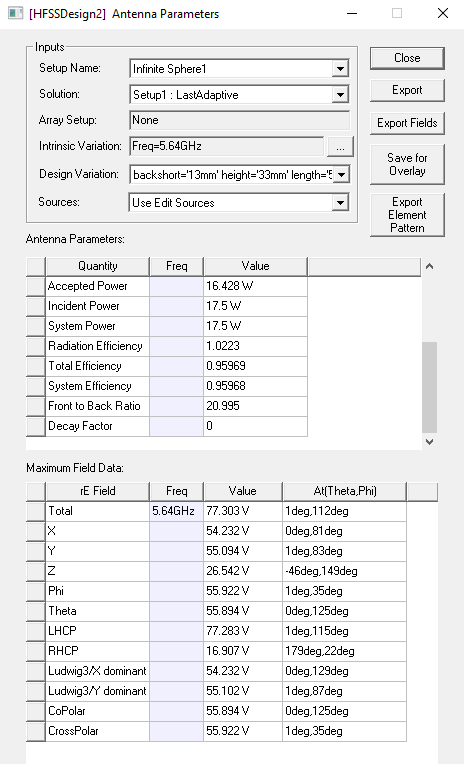 [HFSSDesign2] Antenna Parameters
Inputs
Setup Name: Infinite Sphere1
Solution: Setup1 : LastAdaptive
Array Setup: None
Intrinsic Variation: Freq=5.64GHz ...
Design Variation: backshort='13mm' height='33mm' length='5
Sources: Use Edit Sources
Close
Export
Export Fields
Save for
Overlay
Export
Element
Pattern
Antenna Parameters:
Quantity Freq Value
Accepted Power 16.428 W
Incident Power 17.5 W
System Power 17.5 W
Radiation Efficiency 1.0223
Total Efficiency 0.95969
System Efficiency 0.95968
Front to Back Ratio 20.995
Decay Factor 0
Maximum Field Data:
rE Field Freq Value At(Theta,Phi)
Total 5.64GHz 77.303 V 1deg,112deg
X 54.232 V 0deg,81deg
Y 55.094 V 1deg,83deg
Z 26.542 V -46deg,149deg
Phi 55.922 V 1deg,35deg
Theta 55.894 V 0deg,125deg
LHCP 77.283 V 1deg,115deg
RHCP 16.907 V 179deg,22deg
Ludwig3/X dominant 54.232 V 0deg,129deg
Ludwig3/Y dominant 55.102 V 1deg,87deg
CoPolar 55.894 V 0deg,125deg
CrossPolar 55.922 V 1deg,35deg